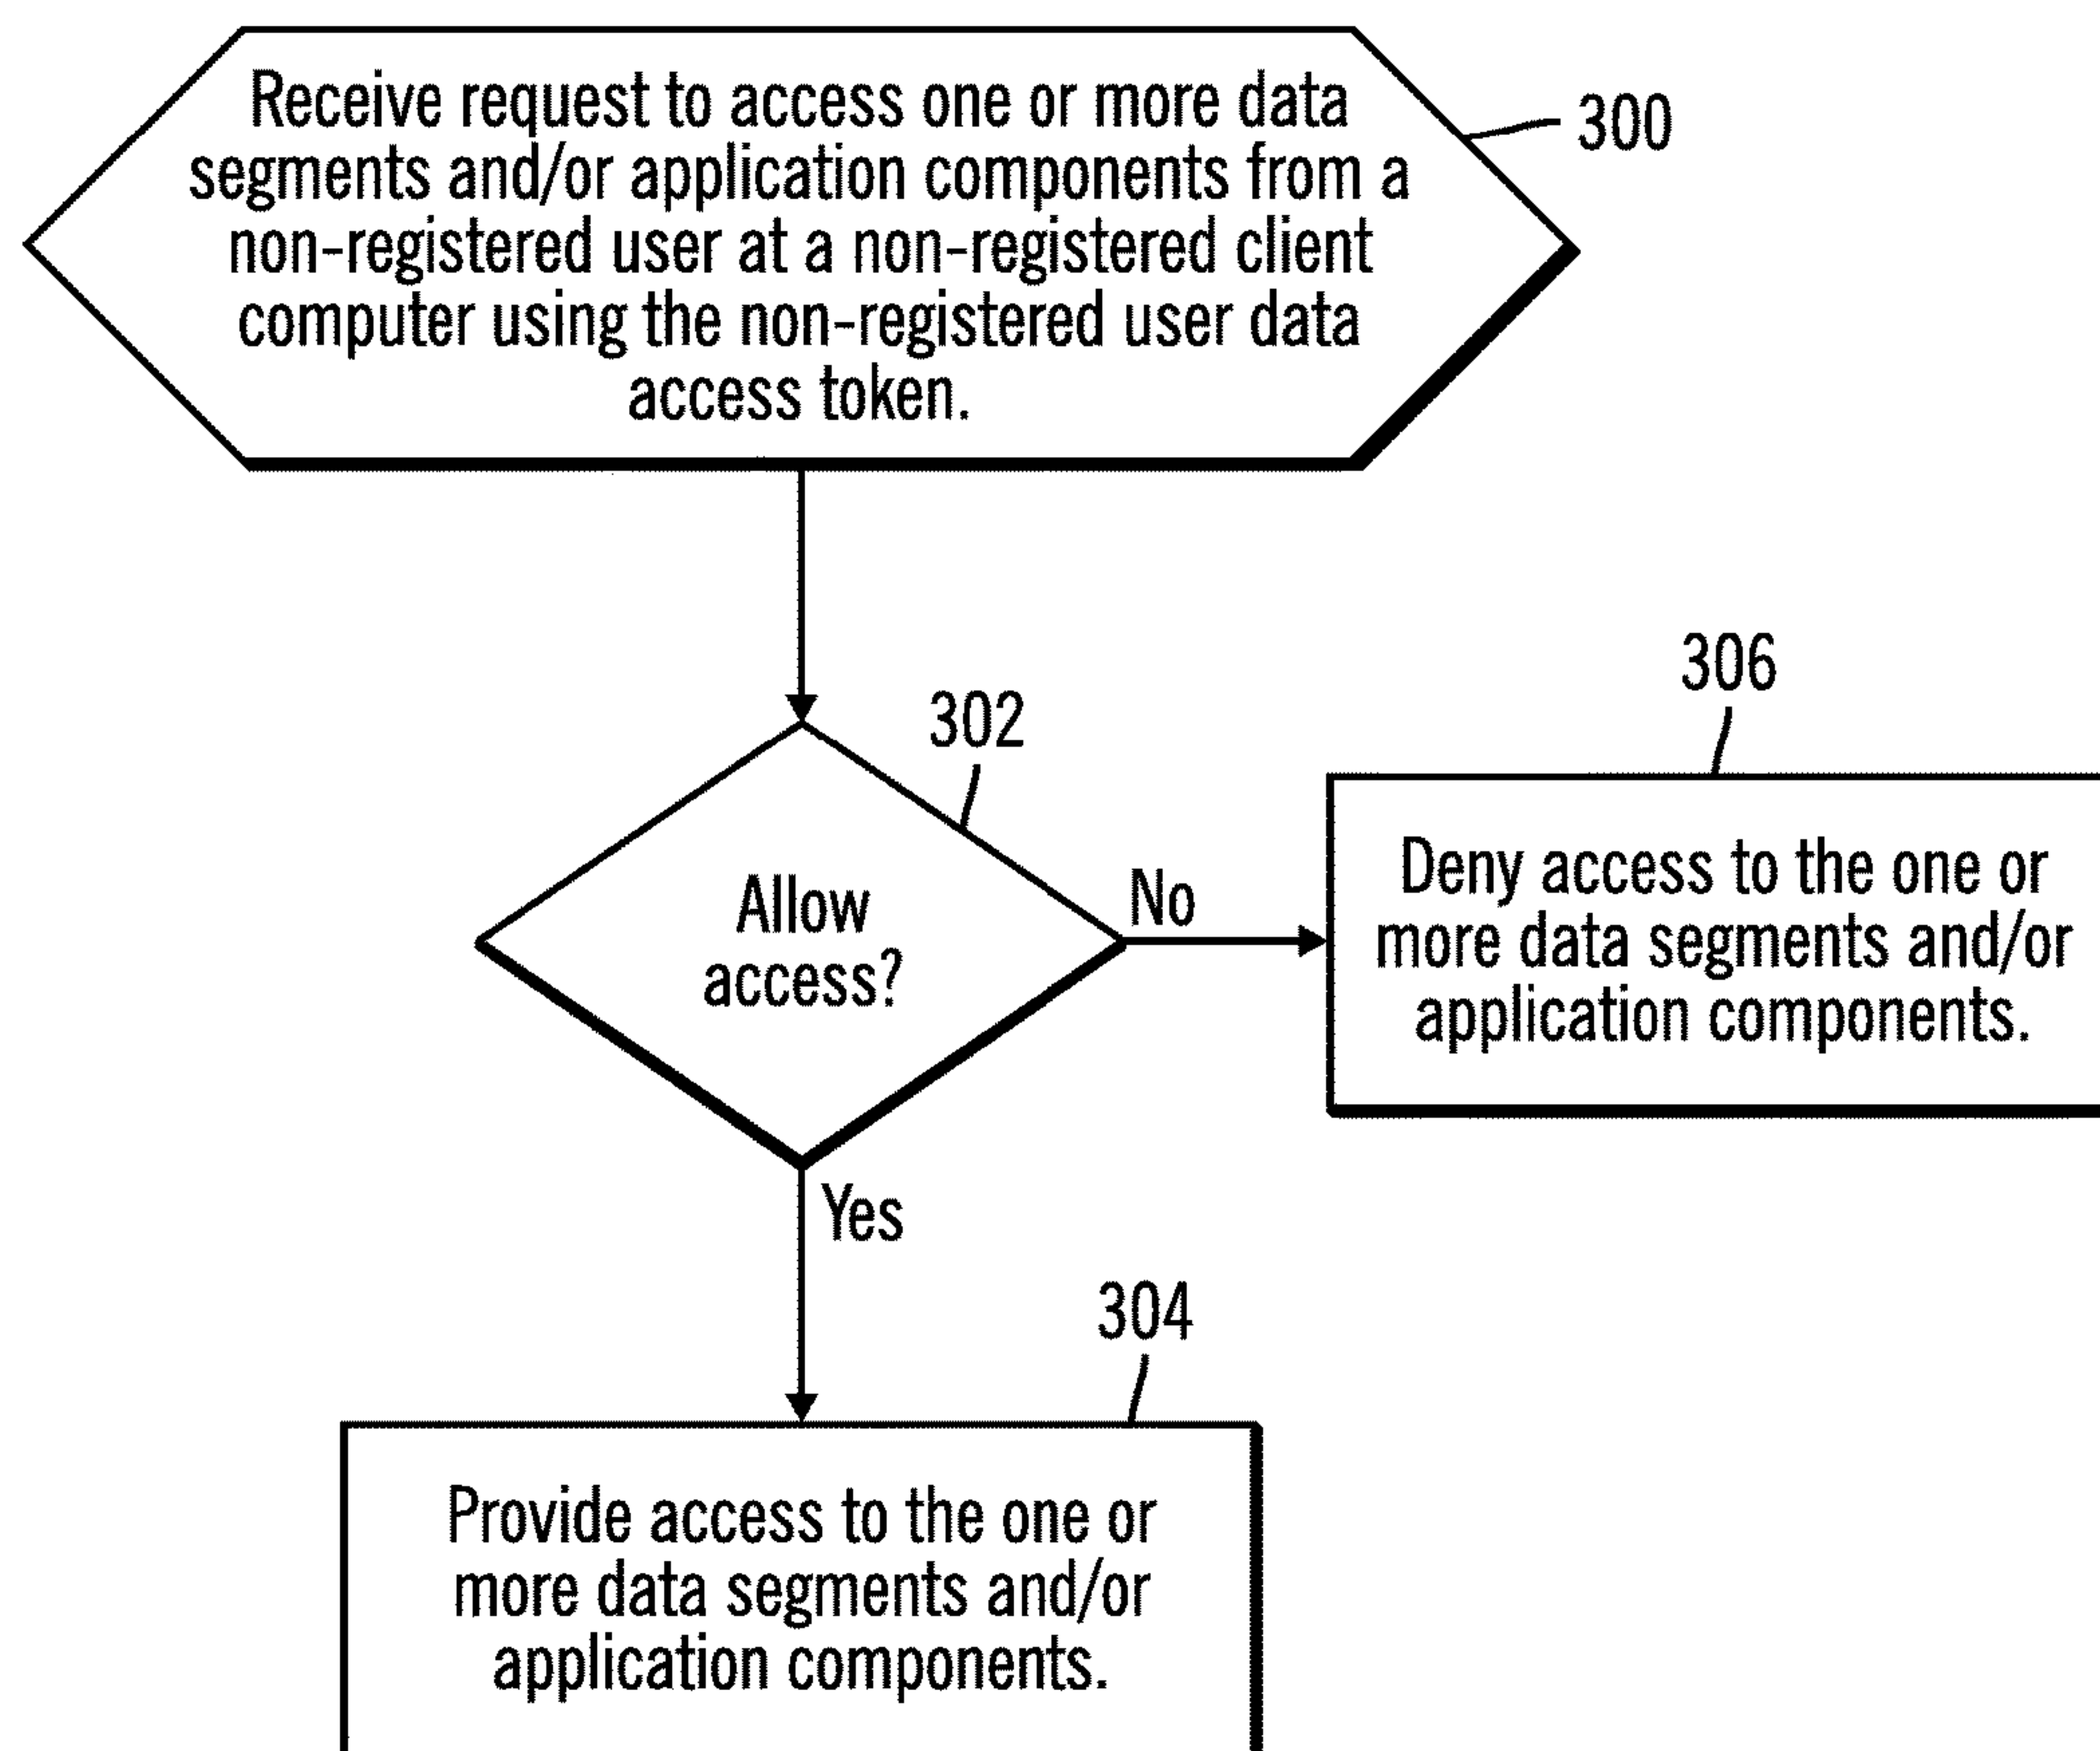 Receive request to access one or more data
segments and/or application components from a
non-registered user at a non-registered client
computer using the non-registered user data
access token.
300
302
Allow
access?
No
306
Deny access to the one or
more data segments and/or
application components.
Yes
304
Provide access to the one or
more data segments and/or
application components.